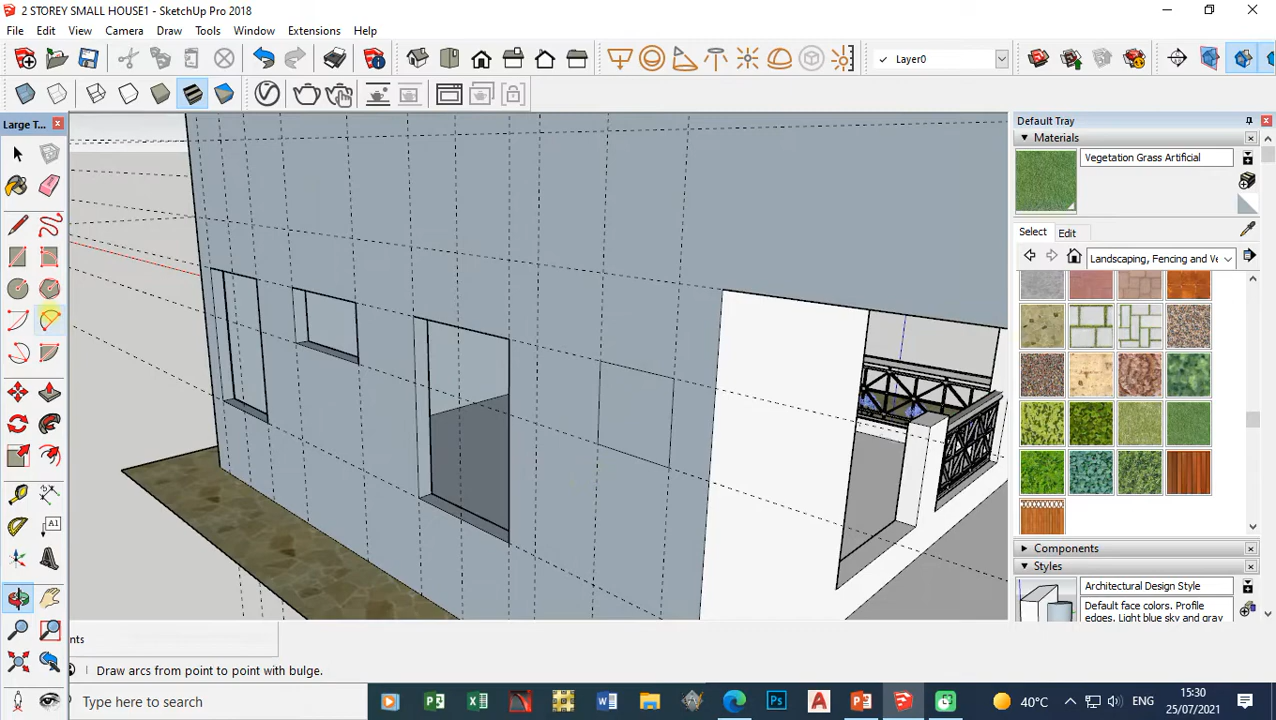 2 STOREY SMALL HOUSE1 - SketchUp Pro 2018
File Edit View Camera Draw Tools Window Extensions Help
Layer0
Large T...
A1
Default Tray
Materials
Vegetation Grass Artificial
Select Edit
Landscaping, Fencing and Ve
Components
Styles
Architectural Design Style
Default face colors. Profile
edges. Light blue sky and gray
nts
Draw arcs from point to point with bulge.
Type here to search
40°C
ENG
15:30
25/07/2021